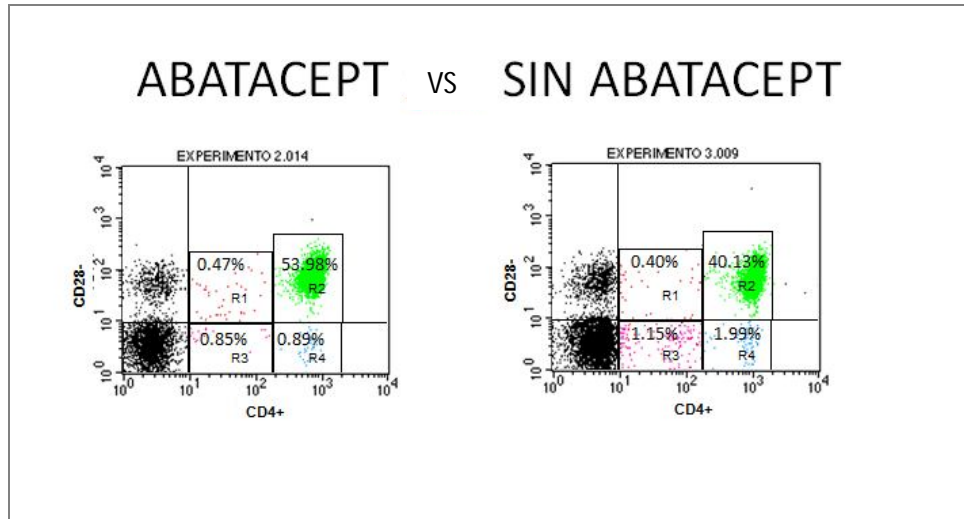 ABATACEPT VS SIN ABATACEPT
EXPERIMENTO 2.014
10^4
10^3
10^2
10^1
10^0
CD28-
0.47%
53.98%
R1
R2
0.85%
0.89%
R3
R4
10^0 10^1 10^2 10^3 10^4
CD4+
EXPERIMENTO 3.009
10^4
10^3
10^2
10^1
10^0
CD28-
0.40%
40.13%
R1
R2
1.15%
1.99%
R3
R4
10^0 10^1 10^2 10^3 10^4
CD4+